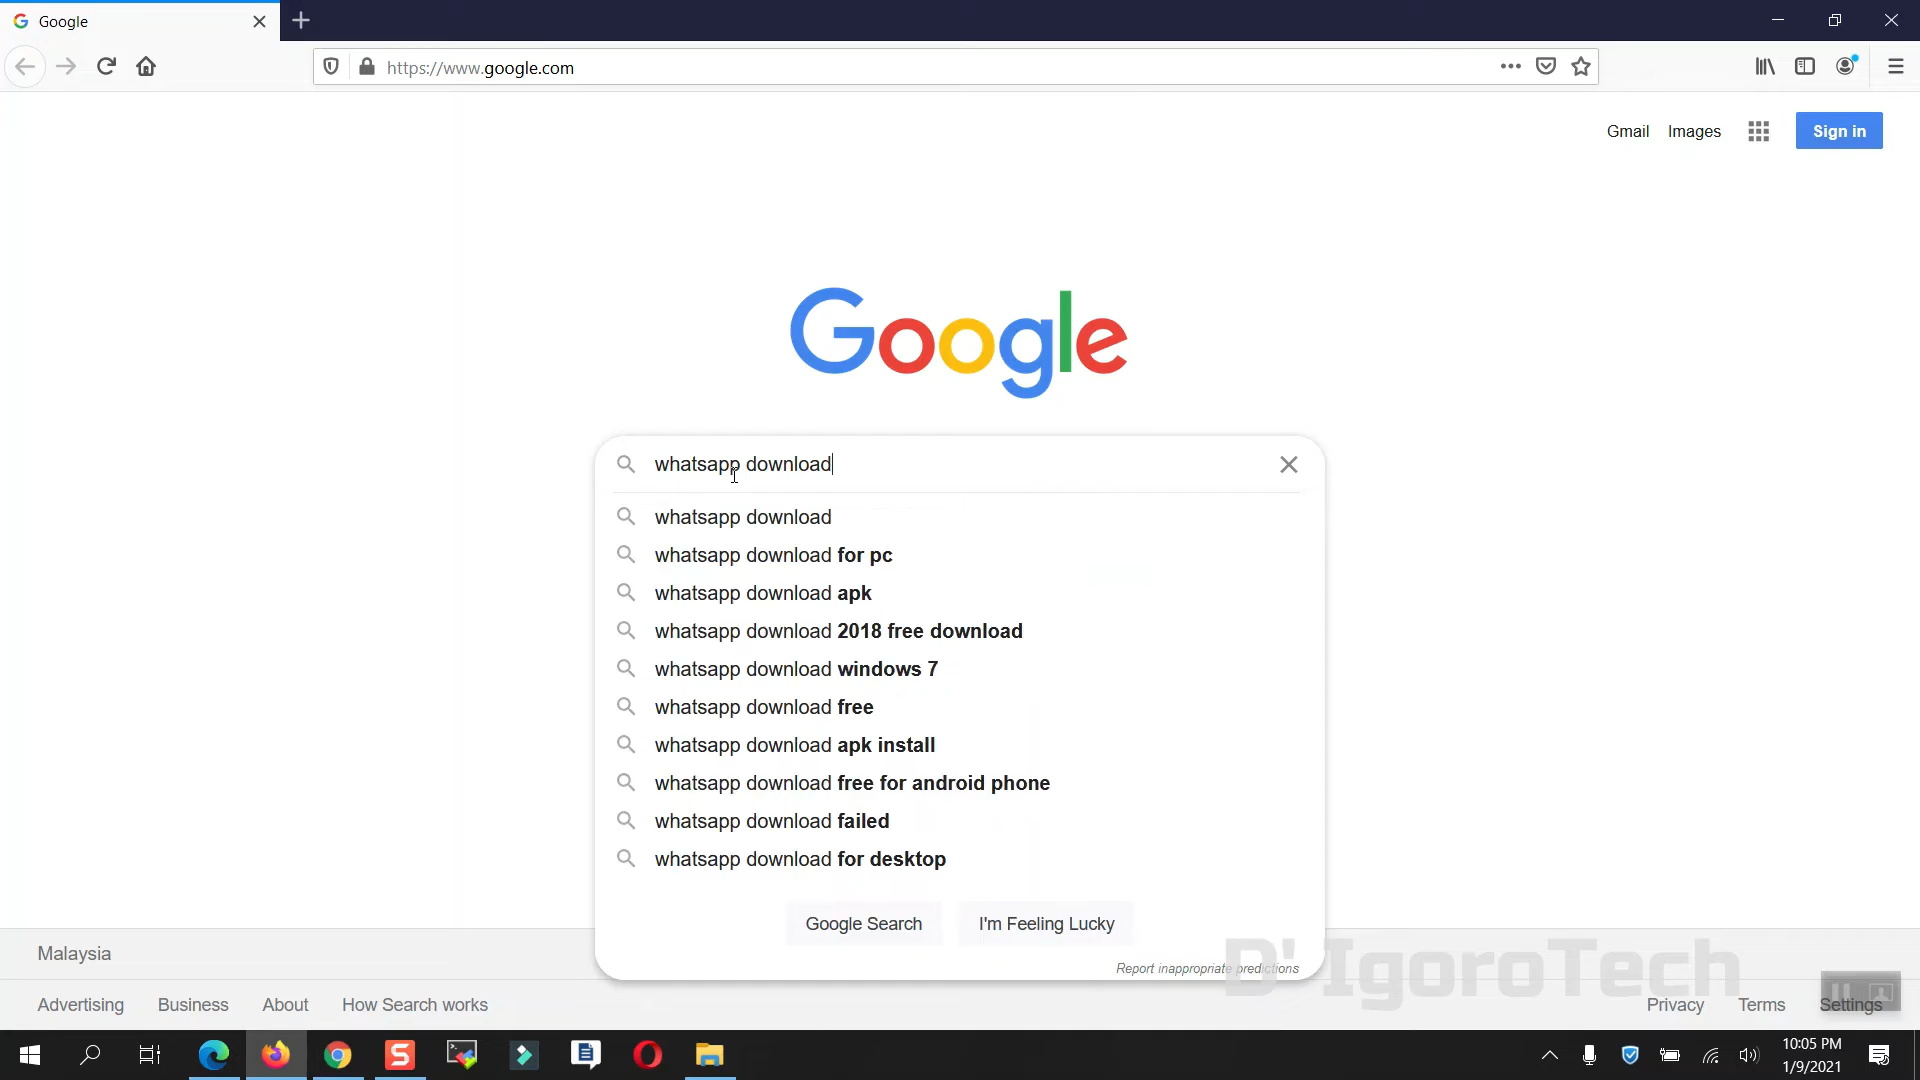 Google
https://www.google.com
Gmail Images Sign in
Google
whatsapp download
whatsapp download
whatsapp download for pc
whatsapp download apk
whatsapp download 2018 free download
whatsapp download windows 7
whatsapp download free
whatsapp download apk install
whatsapp download free for android phone
whatsapp download failed
whatsapp download for desktop
Google Search I'm Feeling Lucky
Report inappropriate predictions
D' IgoroTech
Malaysia
Advertising Business About How Search works Privacy Terms Settings
10:05 PM
1/9/2021